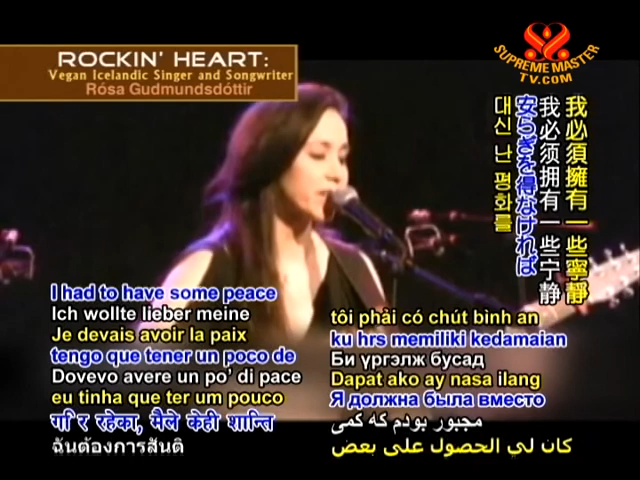 ROCKIN' HEART:
Vegan Icelandic Singer and Songwriter
Rósa Gudmundsdóttir
SUPREME MASTER
TV.COM
我必須擁有一些寧靜
我必须拥有一些宁静
安らぎを得なければ
대신 난 평화를
I had to have some peace
Ich wollte lieber meine
Je devais avoir la paix
tengo que tener un poco de
Dovevo avere un po' di pace
eu tinha que ter um pouco
गरिि रहेका, मैले केही शान्ति
ฉันต้องการสันติ
tôi phải có chút bình an
ku hrs memiliki kedamaian
Би үргэлж бусад
Dapat ako ay nasa ilang
Я должна была вместо
مجبور بودم که کمی
كان لي الحصول على بعض